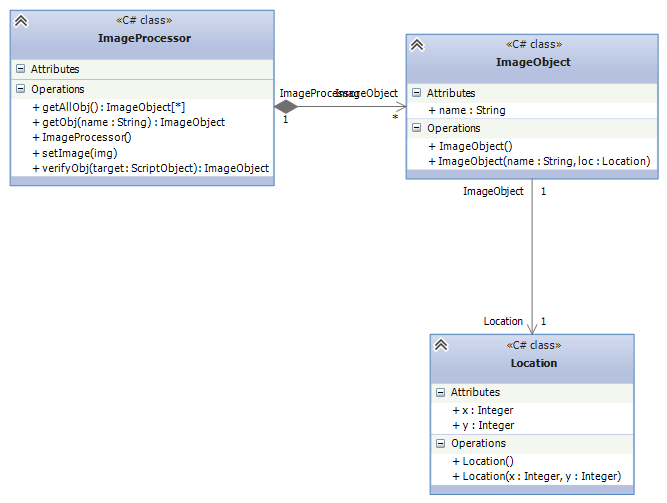 «C# class»
ImageProcessor
Attributes
Operations
+ getAllObj() : ImageObject[*]
+ getObj(name : String) : ImageObject
+ ImageProcessor()
+ setImage(img)
+ verifyObj(target : ScriptObject) : ImageObject
ImageProcessor
ImageObject
1
*
«C# class»
ImageObject
Attributes
+ name : String
Operations
+ ImageObject()
+ ImageObject(name : String, loc : Location)
ImageObject
1
Location
1
«C# class»
Location
Attributes
+ x : Integer
+ y : Integer
Operations
+ Location()
+ Location(x : Integer, y : Integer)